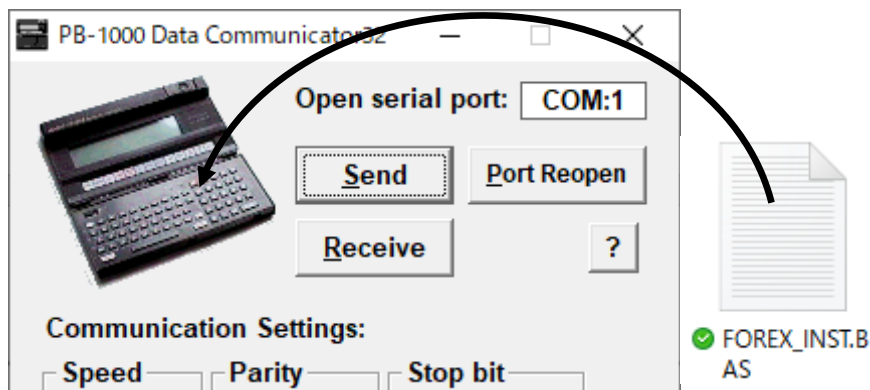 PB-1000 Data Communicator32
Open serial port: COM:1
Send
Port Reopen
Receive
?
Communication Settings:
Speed Parity Stop bit
FOREX_INST.B
AS